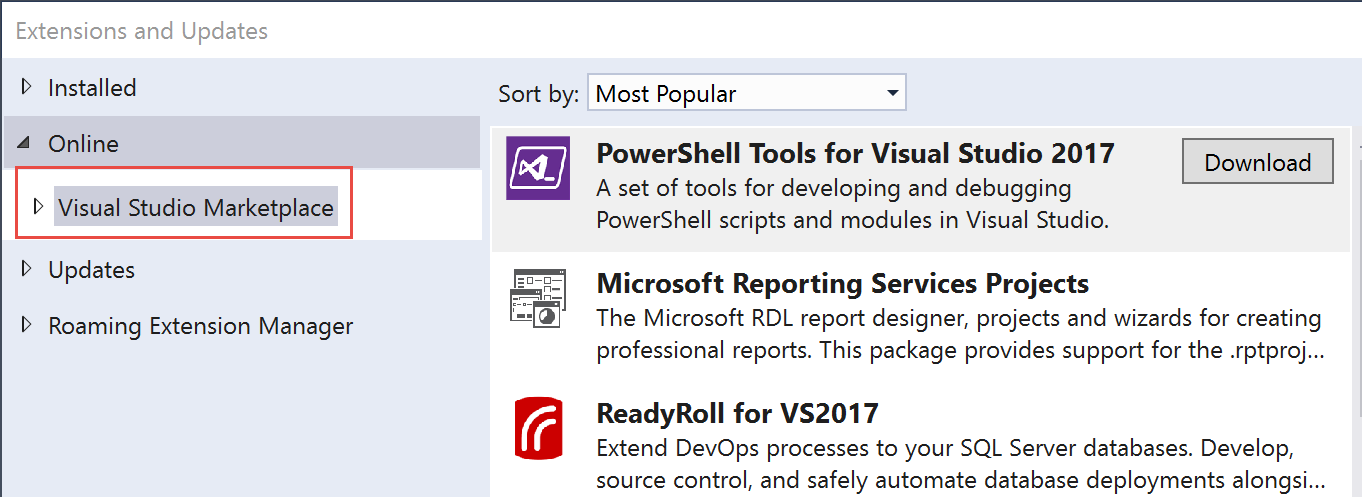 Extensions and Updates
Installed
Online
Visual Studio Marketplace
Updates
Roaming Extension Manager
Sort by: Most Popular
PowerShell Tools for Visual Studio 2017
Download
A set of tools for developing and debugging
PowerShell scripts and modules in Visual Studio.
Microsoft Reporting Services Projects
The Microsoft RDL report designer, projects and wizards for creating
professional reports. This package provides support for the .rptproj...
ReadyRoll for VS2017
Extend DevOps processes to your SQL Server databases. Develop,
source control, and safely automate database deployments alongsi...